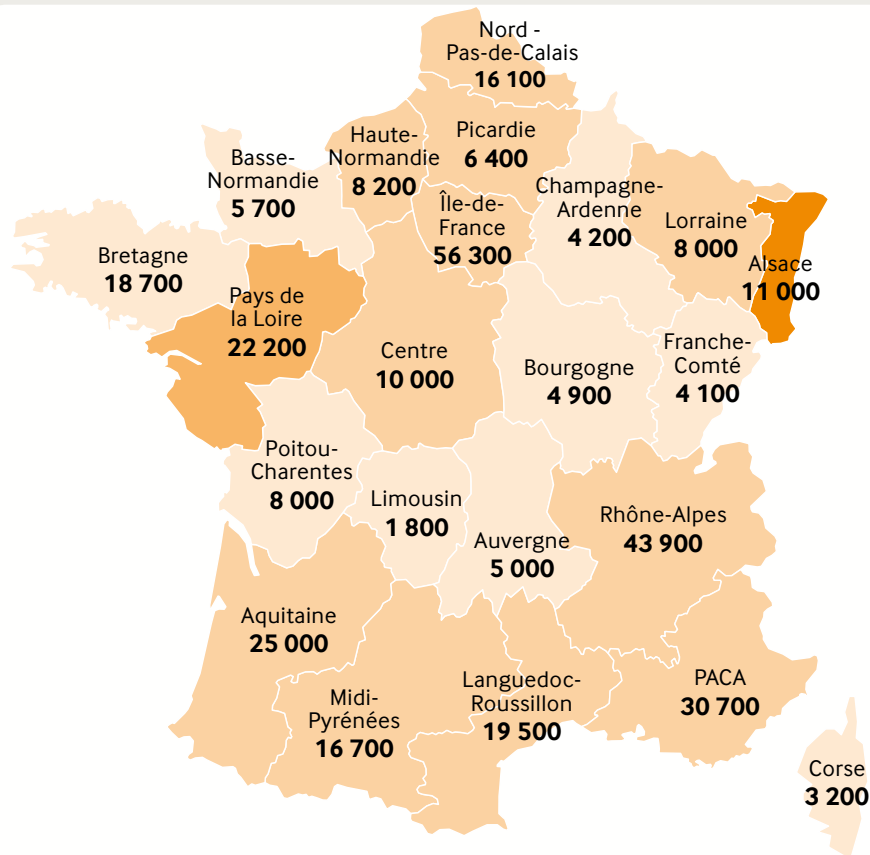 Nord -
Pas-de-Calais
16 100
Picardie
6 400
Haute-
Normandie
8 200
Basse-
Normandie
5 700
Île-de-
France
56 300
Champagne-
Ardenne
4 200
Lorraine
8 000
Alsace
11 000
Bretagne
18 700
Pays de
la Loire
22 200
Centre
10 000
Bourgogne
4 900
Franche-
Comté
4 100
Poitou-
Charentes
8 000
Limousin
1 800
Auvergne
5 000
Rhône-Alpes
43 900
Aquitaine
25 000
Midi-
Pyrénées
16 700
Languedoc-
Roussillon
19 500
PACA
30 700
Corse
3 200